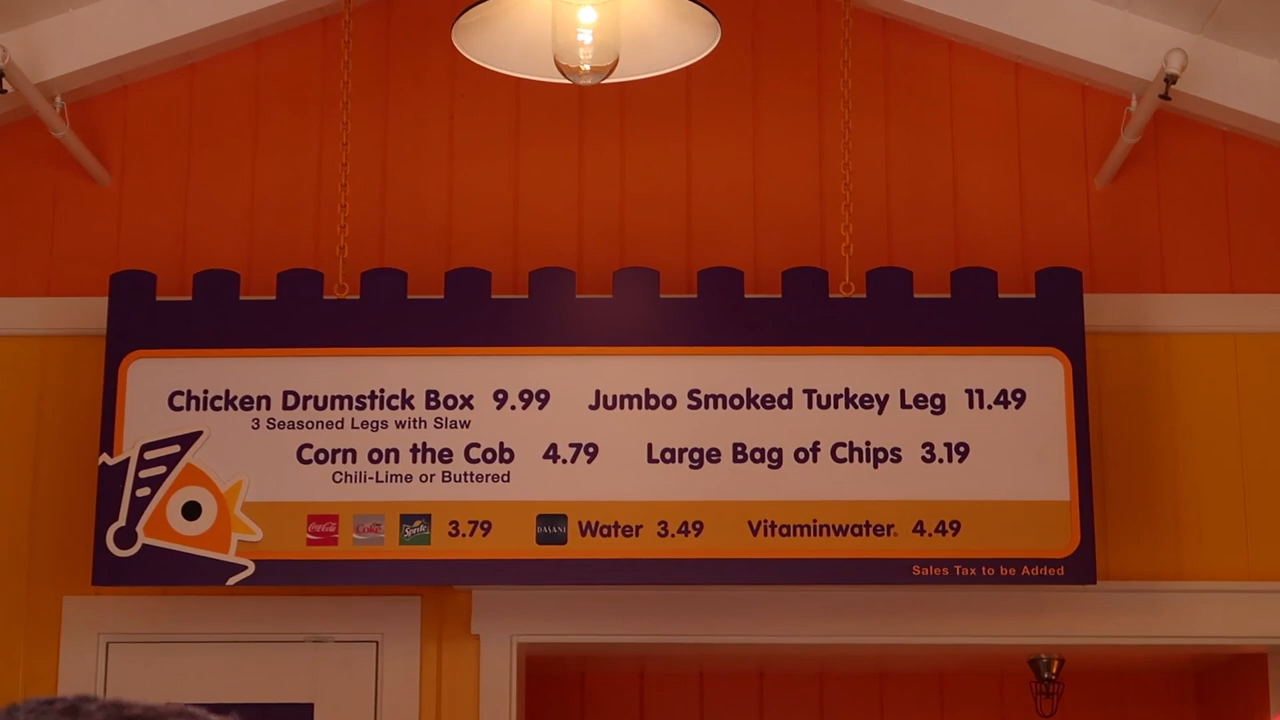 Chicken Drumstick Box 9.99 Jumbo Smoked Turkey Leg 11.49
3 Seasoned Legs with Slaw
Corn on the Cob 4.79 Large Bag of Chips 3.19
Chili-Lime or Buttered
Coca-Cola Diet Coke Sprite 3.79 DASANI Water 3.49 Vitaminwater. 4.49
Sales Tax to be Added